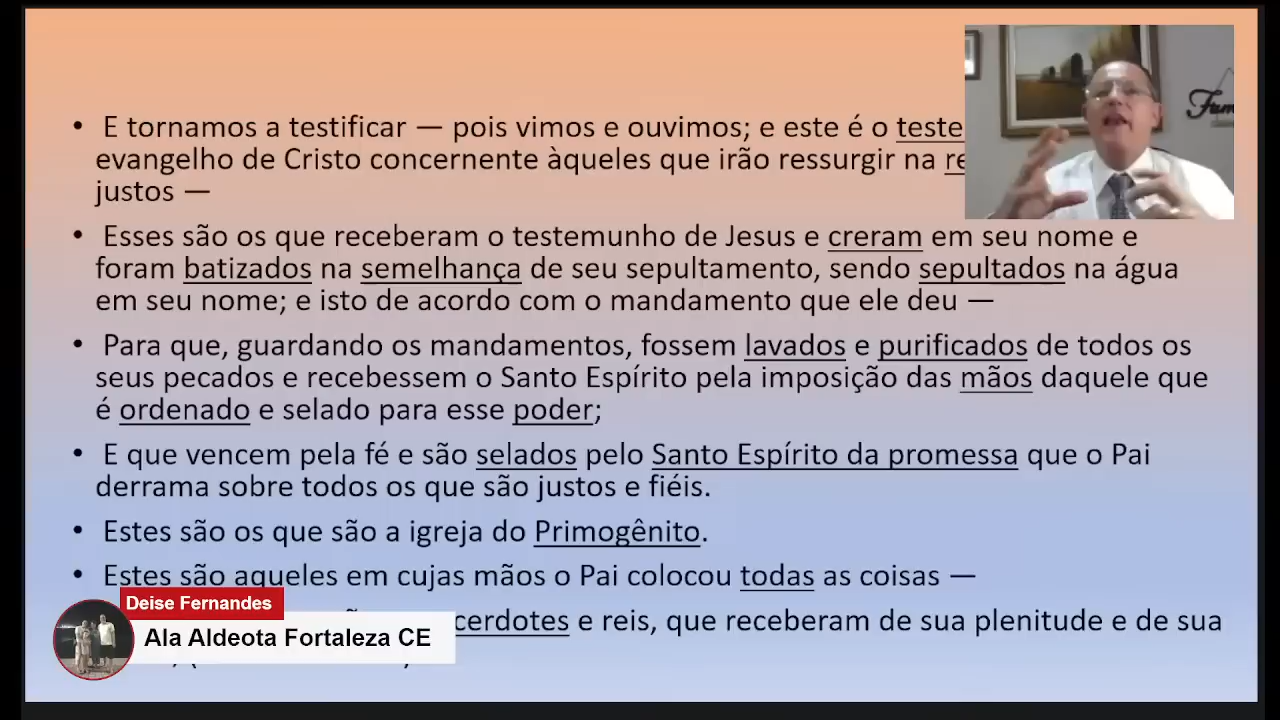 • E tornamos a testificar — pois vimos e ouvimos; e este é o
evangelho de Cristo concernente àqueles que irão ressurgir na
justos —
• Esses são os que receberam o testemunho de Jesus e creram em seu nome e
foram batizados na semelhança de seu sepultamento, sendo sepultados na água
em seu nome; e isto de acordo com o mandamento que ele deu —
• Para que, guardando os mandamentos, fossem lavados e purificados de todos os
seus pecados e recebessem o Santo Espírito pela imposição das mãos daquele que
é ordenado e selado para esse poder;
• E que vencem pela fé e são selados pelo Santo Espírito da promessa que o Pai
derrama sobre todos os que são justos e fiéis.
• Estes são os que são a igreja do Primogênito.
• Estes são aqueles em cujas mãos o Pai colocou todas as coisas —
Deise Fernandes
e reis, que receberam de sua plenitude e de sua
Ala Aldeota Fortaleza CE